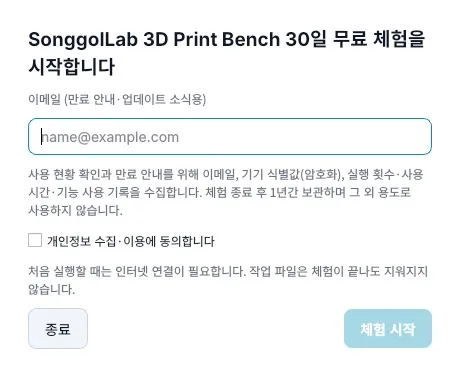 SonggolLab 3D Print Bench 30일 무료 체험을
시작합니다
이메일 (만료 안내·업데이트 소식용)
name@example.com
사용 현황 확인과 만료 안내를 위해 이메일, 기기 식별값(암호화), 실행 횟수·사용
시간·기능 사용 기록을 수집합니다. 체험 종료 후 1년간 보관하며 그 외 용도로
사용하지 않습니다.
개인정보 수집·이용에 동의합니다
처음 실행할 때는 인터넷 연결이 필요합니다. 작업 파일은 체험이 끝나도 지워지지
않습니다.
종료
체험 시작